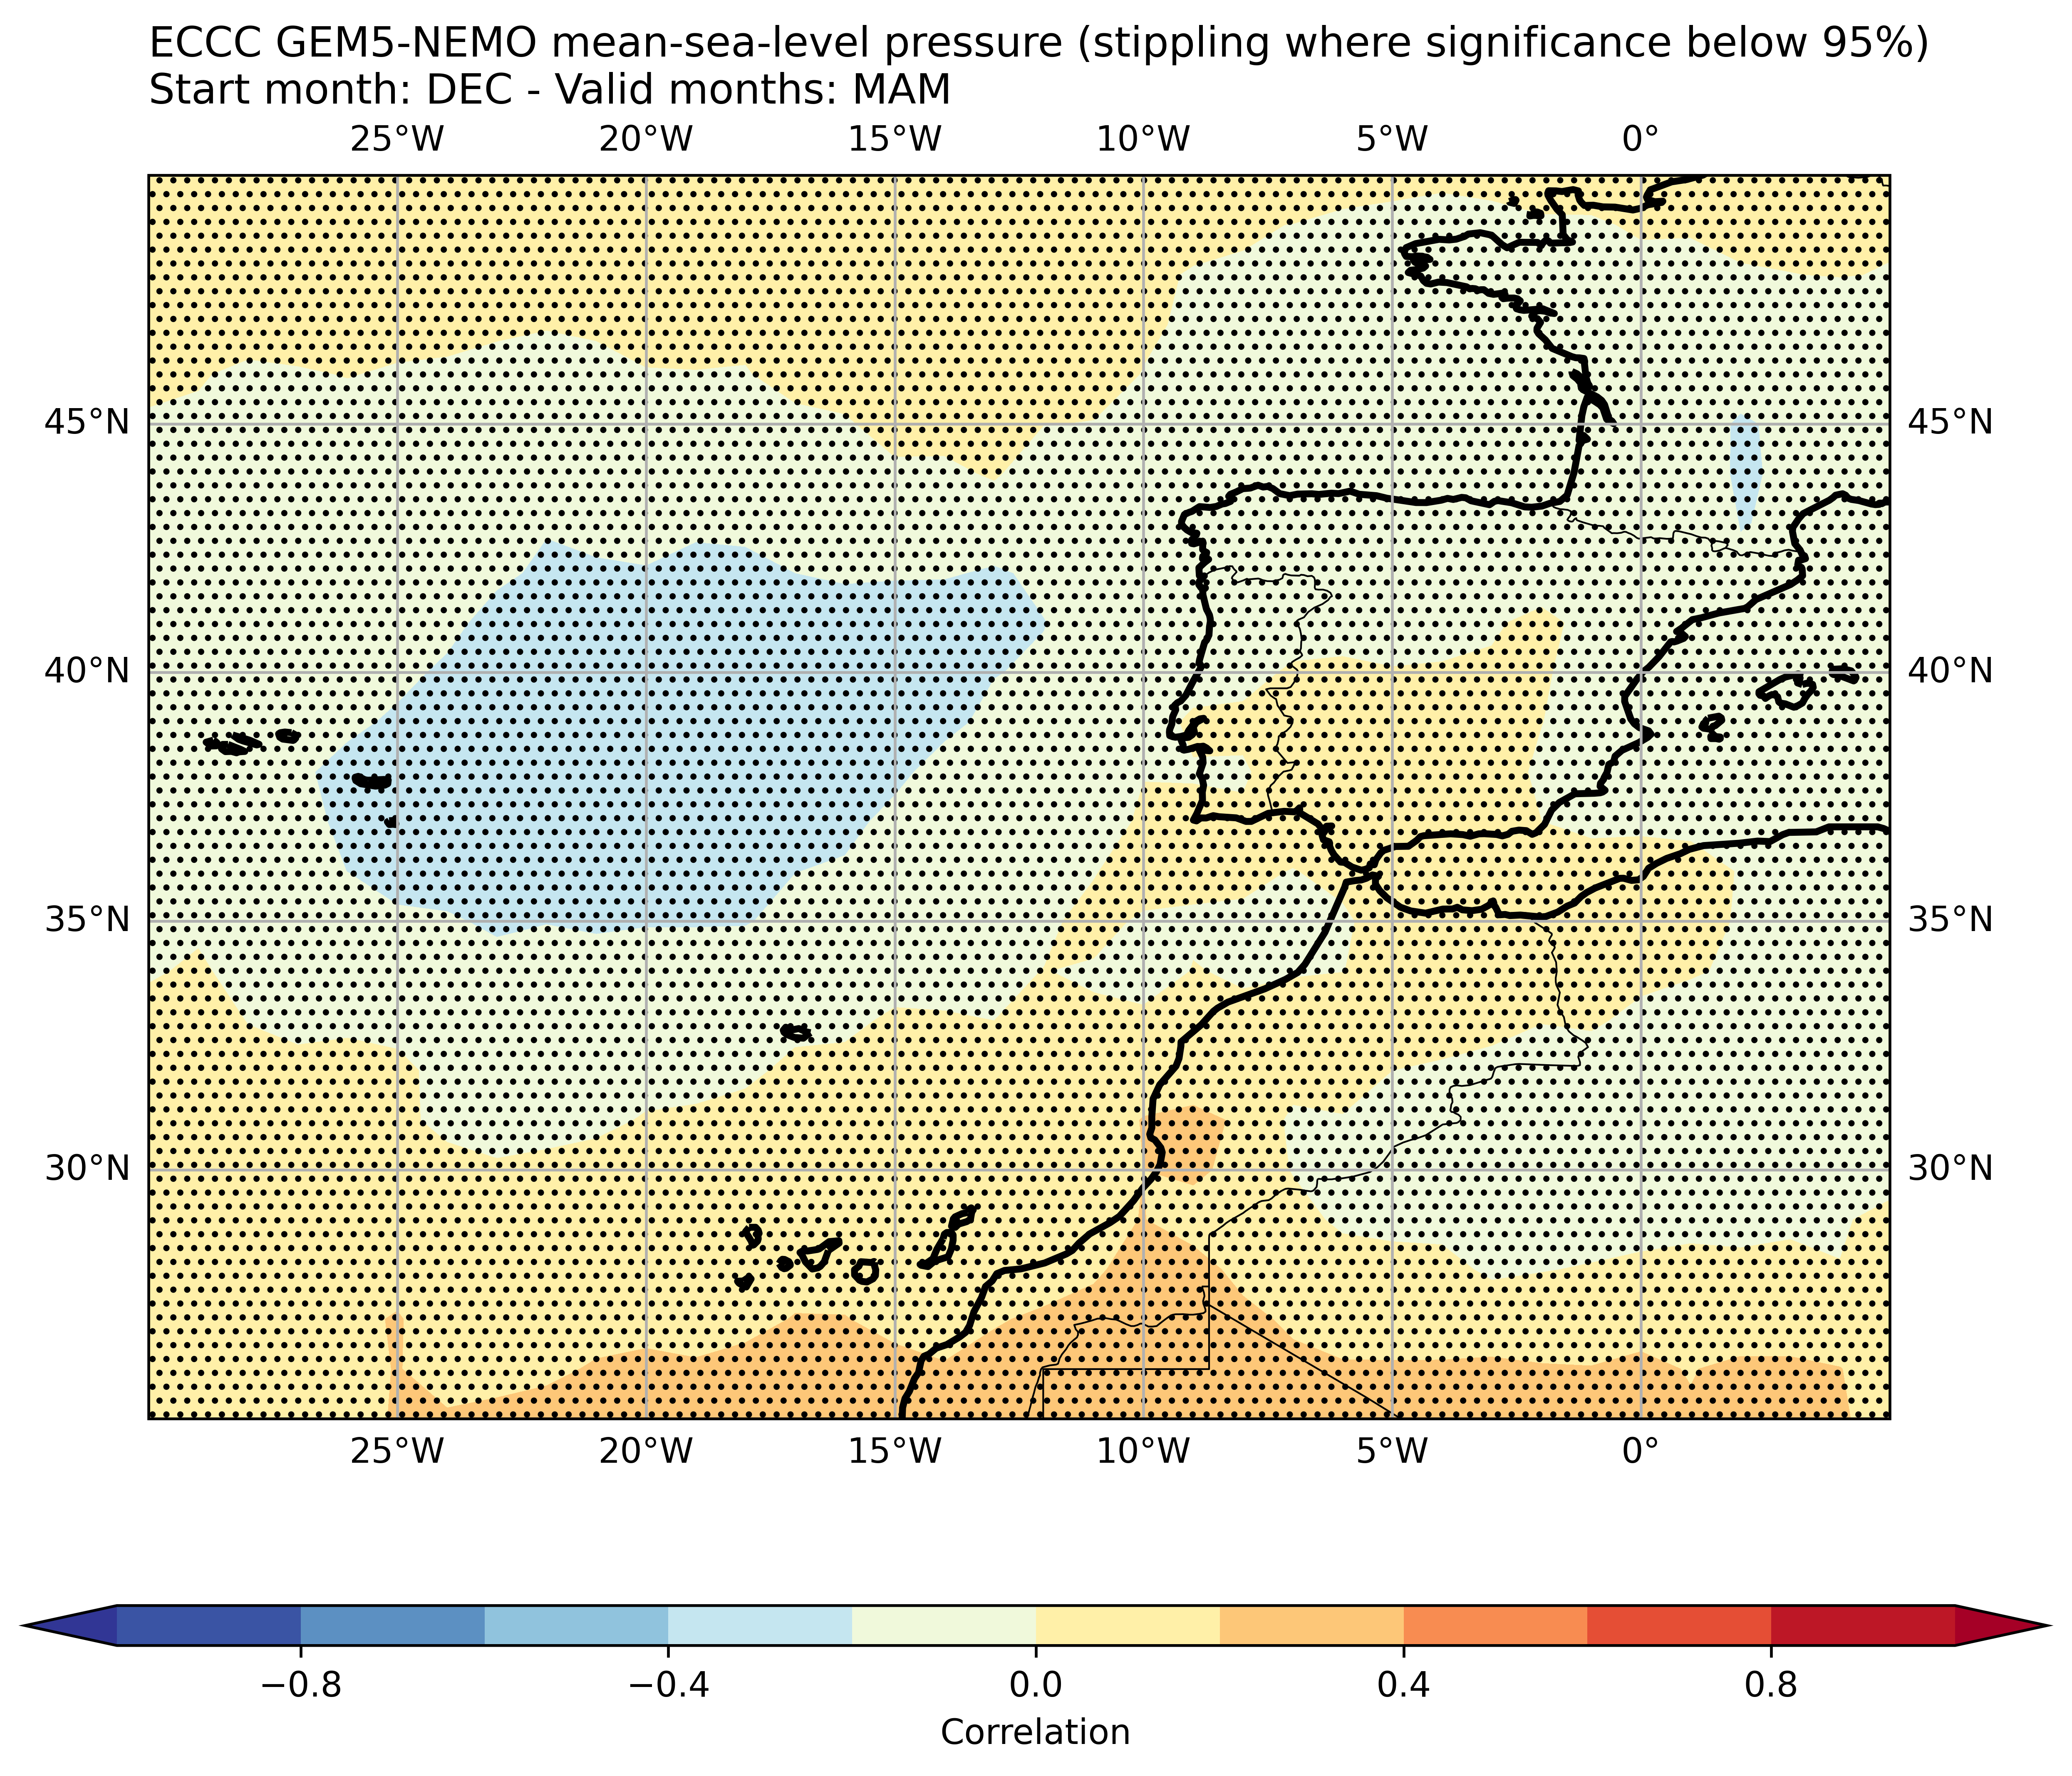 ECCC GEM5-NEMO mean-sea-level pressure (stippling where significance below 95%)
Start month: DEC - Valid months: MAM
25°W 20°W 15°W 10°W 5°W 0°
45°N 45°N
40°N 40°N
35°N 35°N
30°N 30°N
25°W 20°W 15°W 10°W 5°W 0°
−0.8 −0.4 0.0 0.4 0.8
Correlation